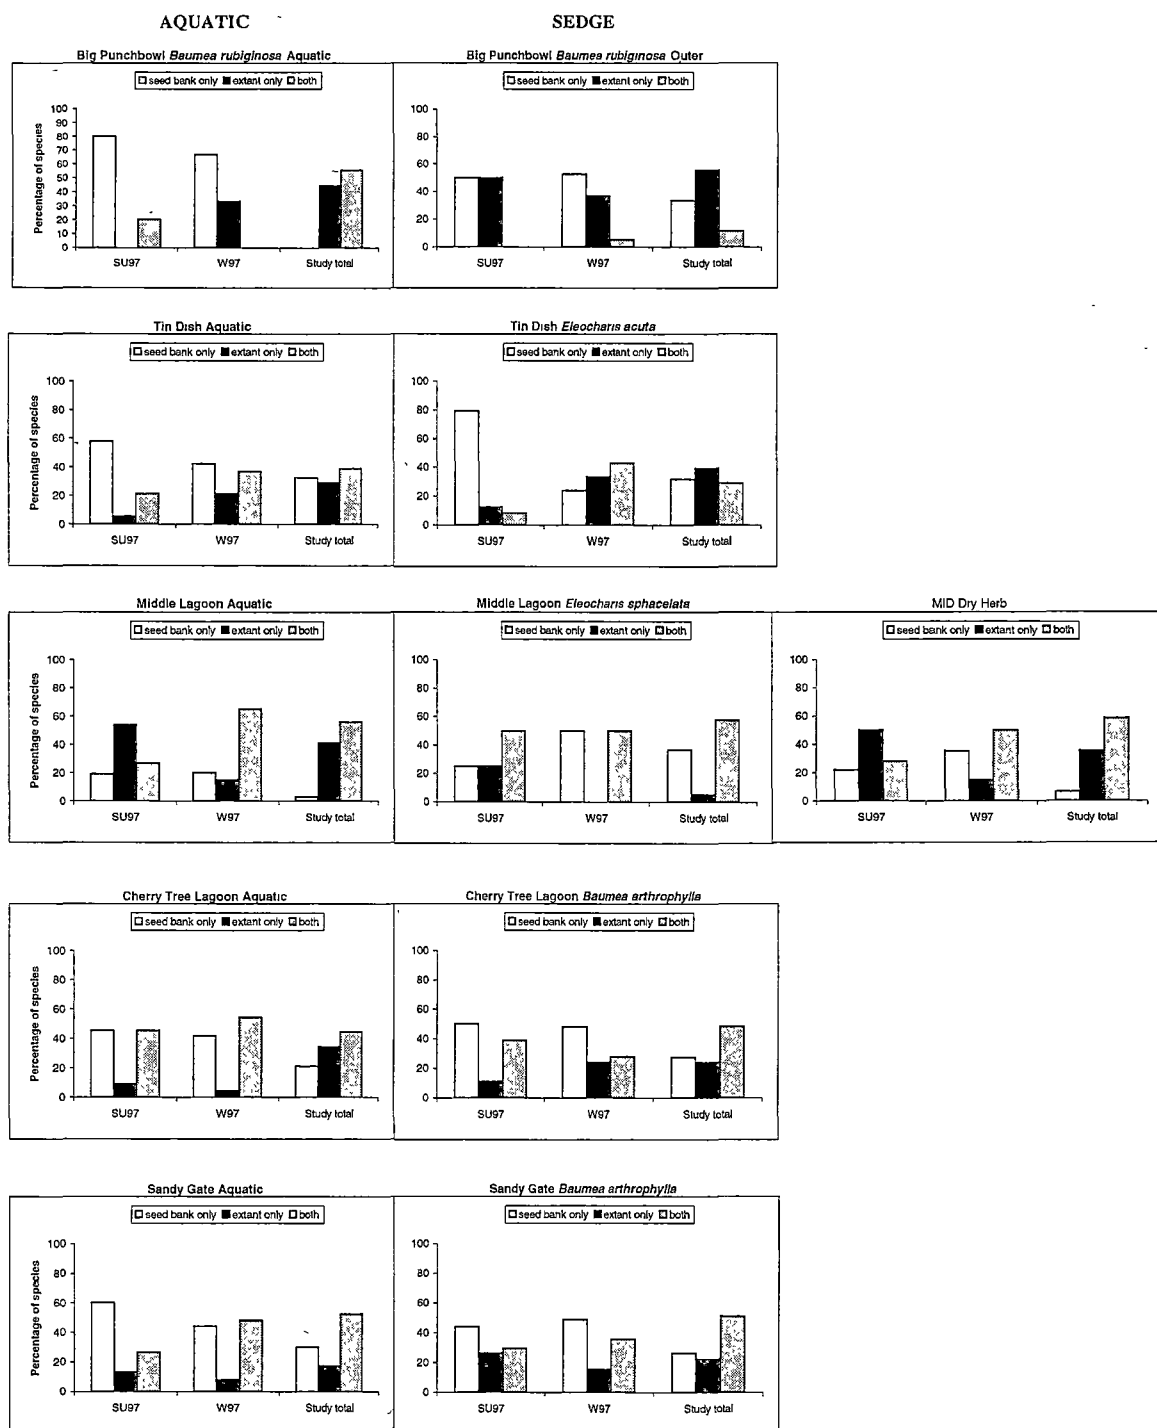 AQUATIC SEDGE
Big Punchbowl Baumea rubiginosa Aquatic
seed bank only extant only both
Percentage of species
100
90
80
70
60
50
40
30
20
10
0
SU97 W97 Study total
Big Punchbowl Baumea rubiginosa Outer
seed bank only extant only both
100
80
60
40
20
0
SU97 W97 Study total
Tin Dish Aquatic
seed bank only extant only both
Percentage of species
100
80
60
40
20
0
SU97 W97 Study total
Tin Dish Eleocharis acuta
seed bank only extant only both
100
80
60
40
20
0
SU97 W97 Study total
Middle Lagoon Aquatic
seed bank only extant only both
Percentage of species
100
80
60
40
20
0
SU97 W97 Study total
Middle Lagoon Eleocharis sphacelata
seed bank only extant only both
100
80
60
40
20
0
SU97 W97 Study total
MID Dry Herb
seed bank only extant only both
100
80
60
40
20
0
SU97 W97 Study total
Cherry Tree Lagoon Aquatic
seed bank only extant only both
Percentage of species
100
80
60
40
20
0
SU97 W97 Study total
Cherry Tree Lagoon Baumea arthrophylla
seed bank only extant only both
100
80
60
40
20
0
SU97 W97 Study total
Sandy Gate Aquatic
seed bank only extant only both
Percentage of species
100
80
60
40
20
0
SU97 W97 Study total
Sandy Gate Baumea arthrophylla
seed bank only extant only both
100
80
60
40
20
0
SU97 W97 Study total